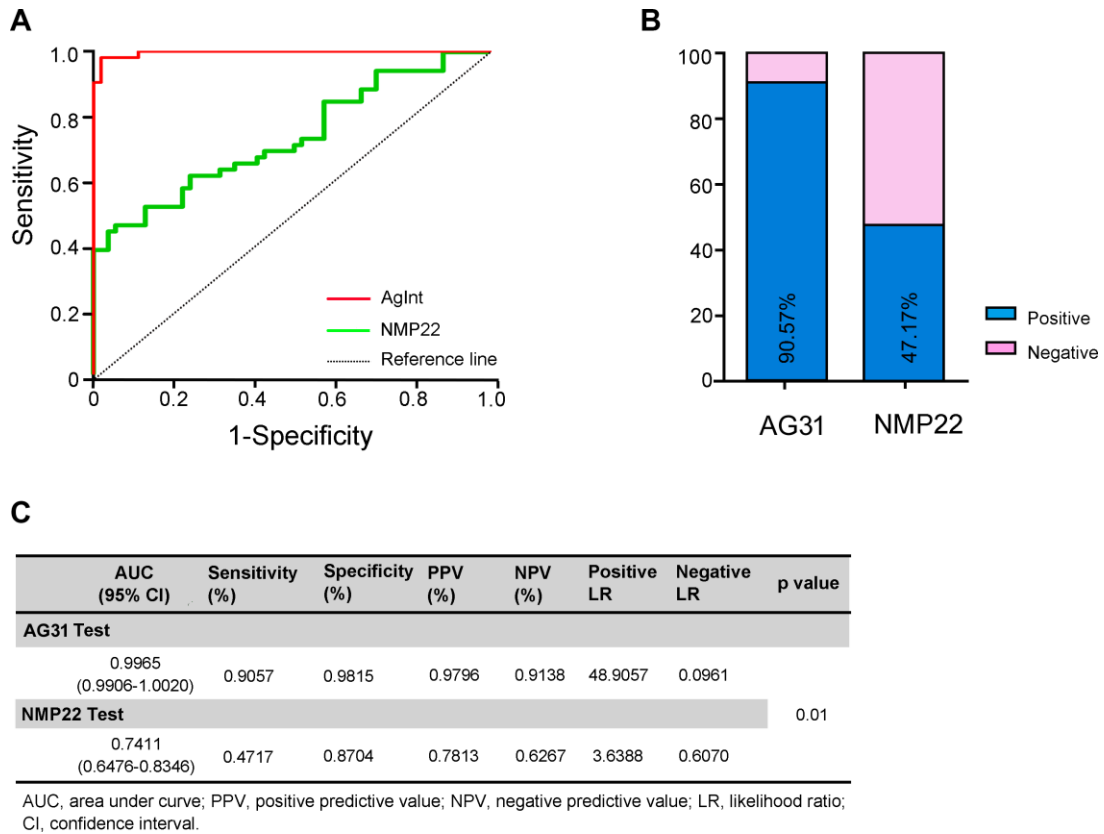 A
1.0
0.8
0.6
0.4
0.2
0
Sensitivity
AgInt
NMP22
Reference line
0 0.2 0.4 0.6 0.8 1.0
1-Specificity
B
100
80
60
40
20
0
90.57%
47.17%
Positive
Negative
AG31 NMP22
C
AUC (95% CI) Sensitivity (%) Specificity (%) PPV (%) NPV (%) Positive LR Negative LR p value
AG31 Test
0.9965 (0.9906-1.0020) 0.9057 0.9815 0.9796 0.9138 48.9057 0.0961
NMP22 Test
0.01
0.7411 (0.6476-0.8346) 0.4717 0.8704 0.7813 0.6267 3.6388 0.6070
AUC, area under curve; PPV, positive predictive value; NPV, negative predictive value; LR, likelihood ratio;
CI, confidence interval.